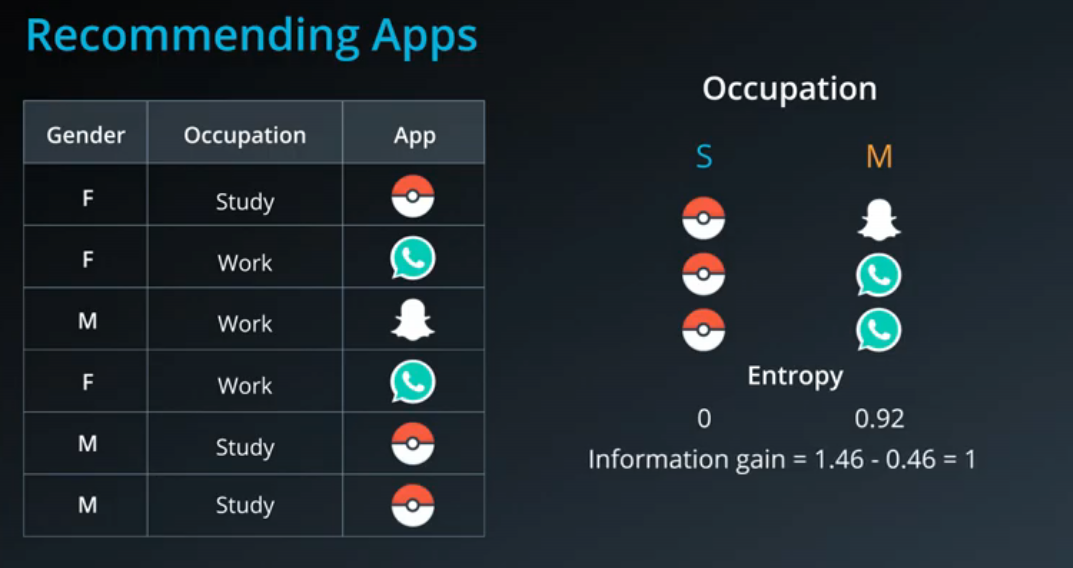 Recommending Apps
Gender Occupation App
F Study
F Work
M Work
F Work
M Study
M Study
Occupation
S M
Entropy
0 0.92
Information gain = 1.46 - 0.46 = 1